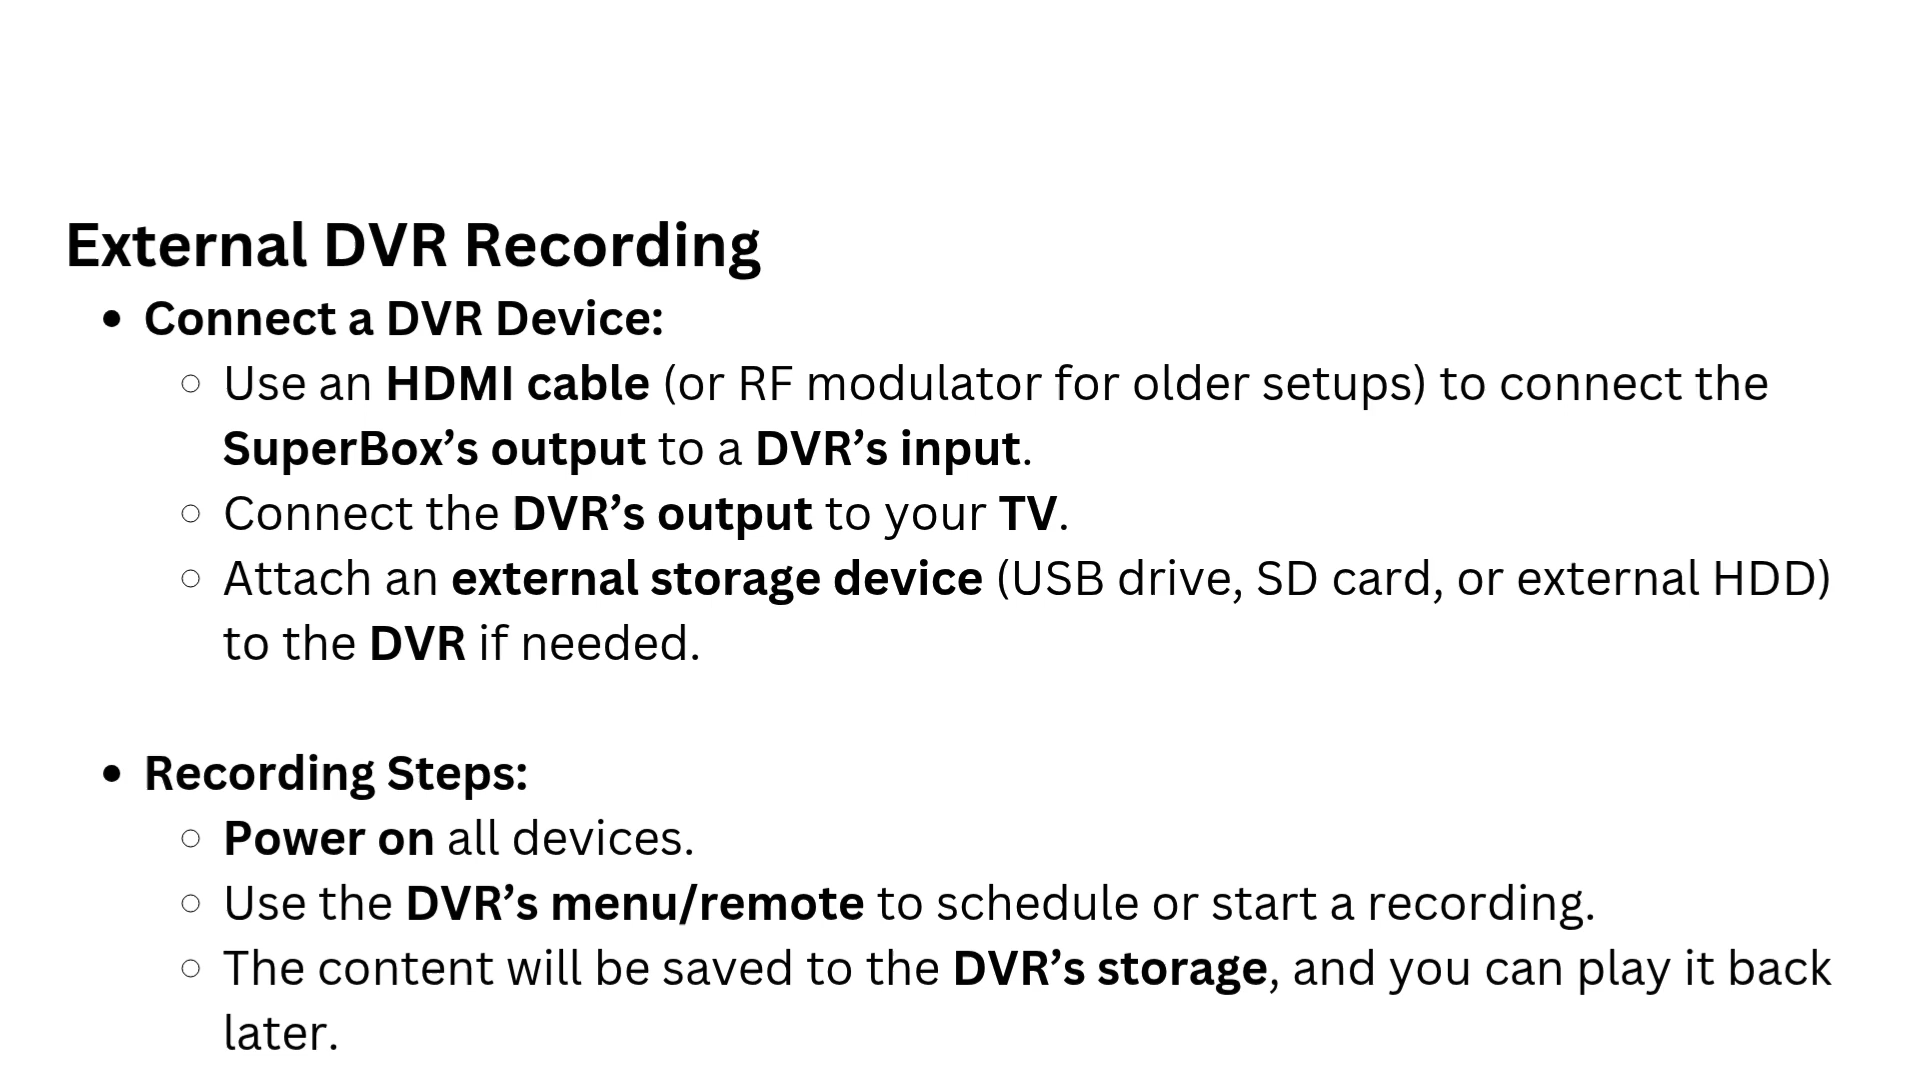 External DVR Recording
• Connect a DVR Device:
○ Use an HDMI cable (or RF modulator for older setups) to connect the
SuperBox’s output to a DVR’s input.
○ Connect the DVR’s output to your TV.
○ Attach an external storage device (USB drive, SD card, or external HDD)
to the DVR if needed.
• Recording Steps:
○ Power on all devices.
○ Use the DVR’s menu/remote to schedule or start a recording.
○ The content will be saved to the DVR’s storage, and you can play it back
later.